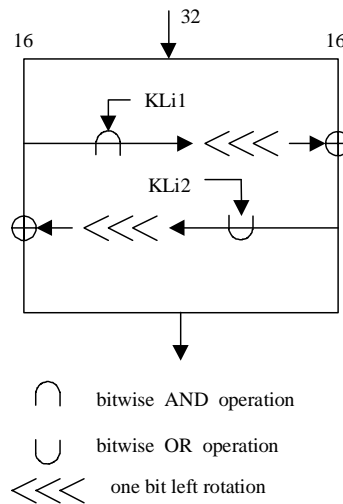 32
16 16
KLi1
KLi2
bitwise AND operation
bitwise OR operation
one bit left rotation